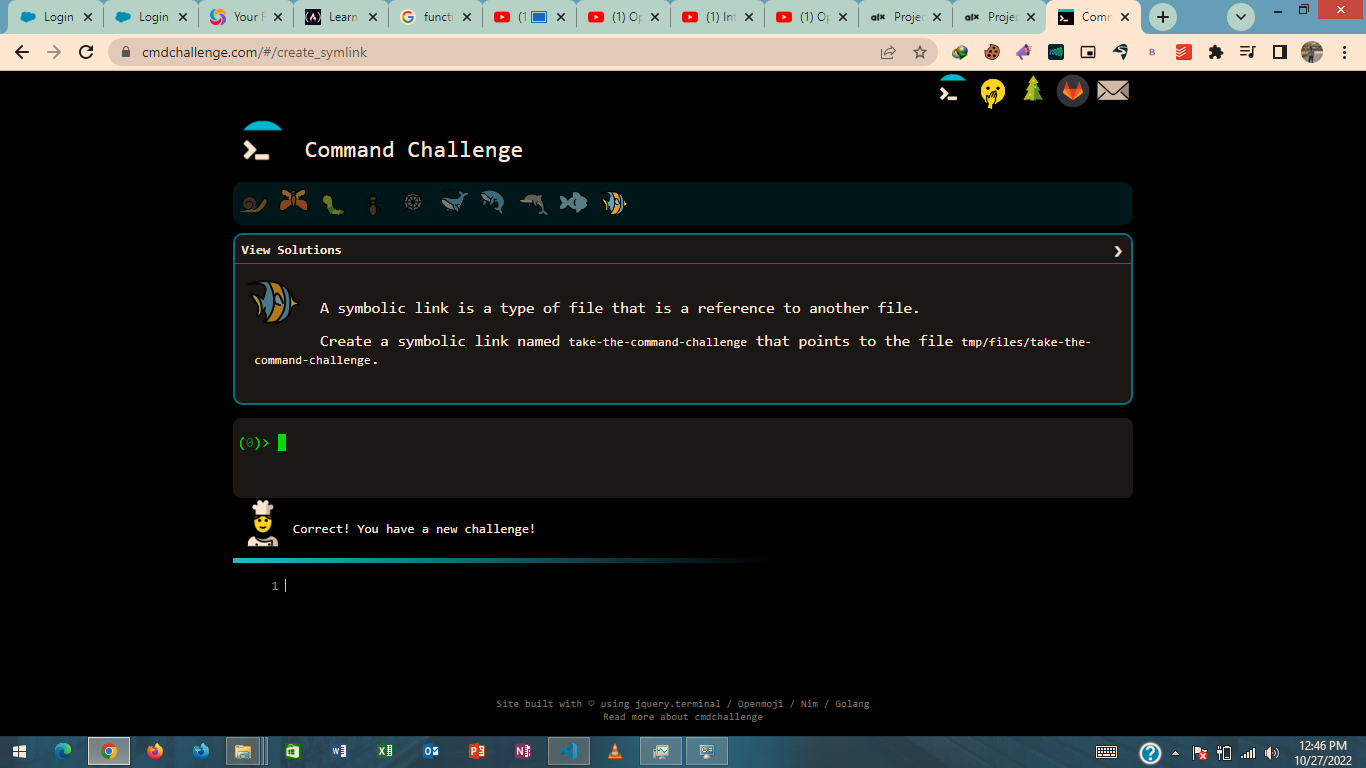 Login
Login
Your F
Learn
functi
(1)
(1) Op
(1) Int
(1) Op
alx Projec
alx Projec
Comm
cmdchallenge.com/#/create_symlink
B
Command Challenge
View Solutions
A symbolic link is a type of file that is a reference to another file.
Create a symbolic link named take-the-command-challenge that points to the file tmp/files/take-the-
command-challenge.
(0)>
Correct! You have a new challenge!
1
Site built with ♡ using jquery.terminal / Openmoji / Nim / Golang
Read more about cmdchallenge
12:46 PM
10/27/2022